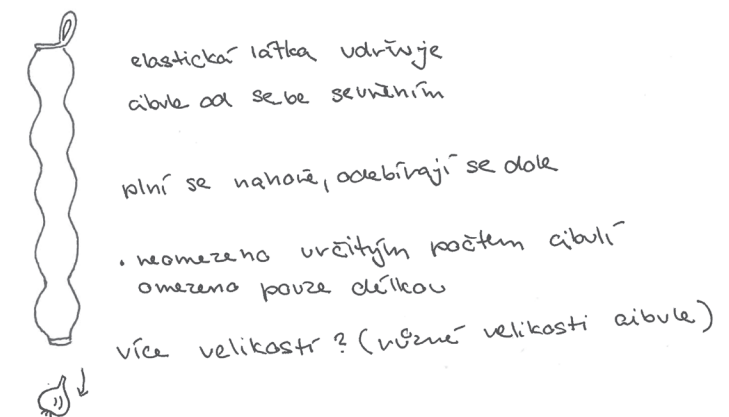 elastická látka udržuje
cibule od sebe sevřením
plní se nahoře, odebírají se dole
• neomezeno určitým počtem cibulí
omezeno pouze délkou
více velikostí? (různé velikosti cibule)